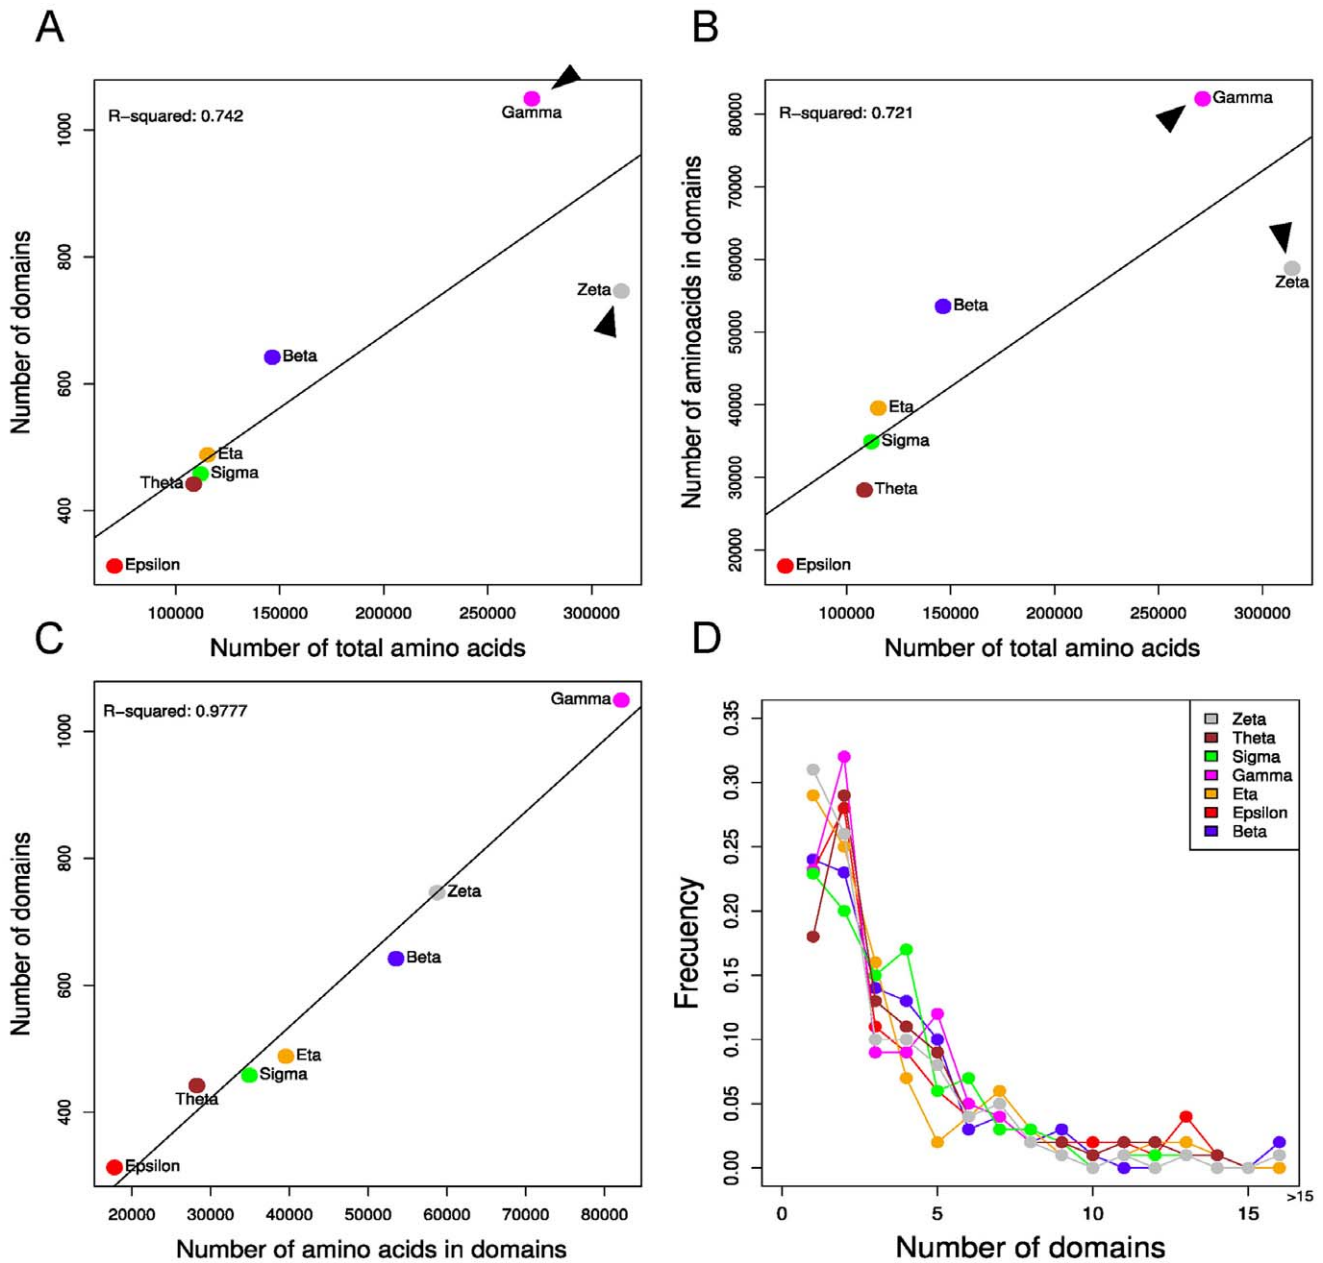 A
R-squared: 0.742
Gamma
Zeta
Beta
Eta
Sigma
Theta
Epsilon
Number of domains
400
600
800
1000
100000 150000 200000 250000 300000
Number of total amino acids
B
R-squared: 0.721
Gamma
Zeta
Beta
Eta
Sigma
Theta
Epsilon
Number of aminoacids in domains
20000 30000 40000 50000 60000 70000 80000
100000 150000 200000 250000 300000
Number of total amino acids
C
R-squared: 0.9777
Gamma
Zeta
Beta
Eta
Sigma
Theta
Epsilon
Number of domains
400
600
800
1000
20000 30000 40000 50000 60000 70000 80000
Number of amino acids in domains
D
Zeta
Theta
Sigma
Gamma
Eta
Epsilon
Beta
Frecuency
0.00 0.05 0.10 0.15 0.20 0.25 0.30 0.35
0 5 10 15 >15
Number of domains